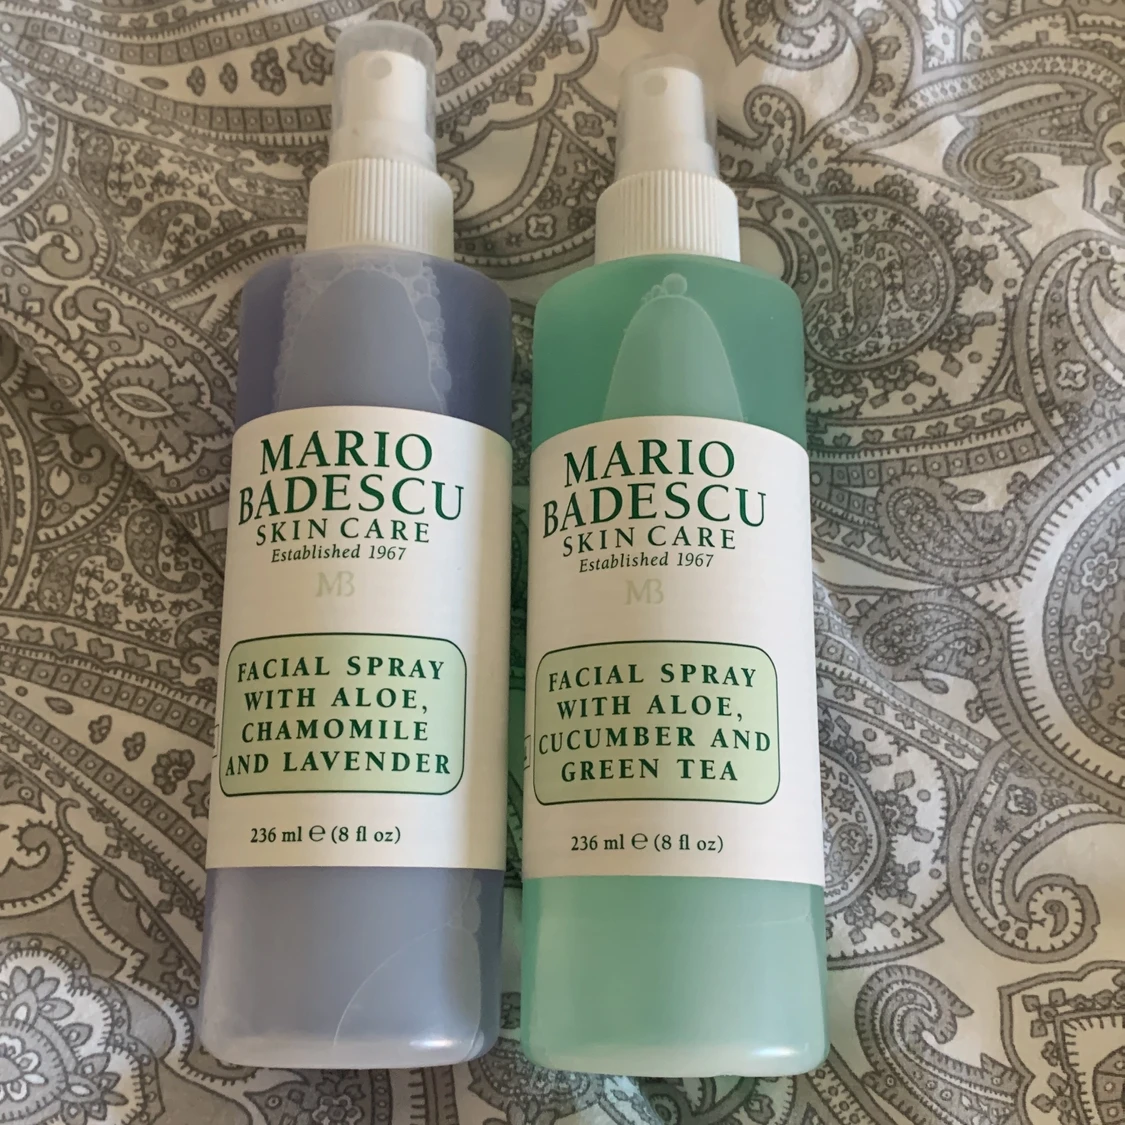 MARIO
BADESCU
SKIN CARE
Established 1967
MB
FACIAL SPRAY
WITH ALOE,
CHAMOMILE
AND LAVENDER
236 ml ℮ (8 fl oz)
MARIO
BADESCU
SKIN CARE
Established 1967
MB
FACIAL SPRAY
WITH ALOE,
CUCUMBER AND
GREEN TEA
236 ml ℮ (8 fl oz)